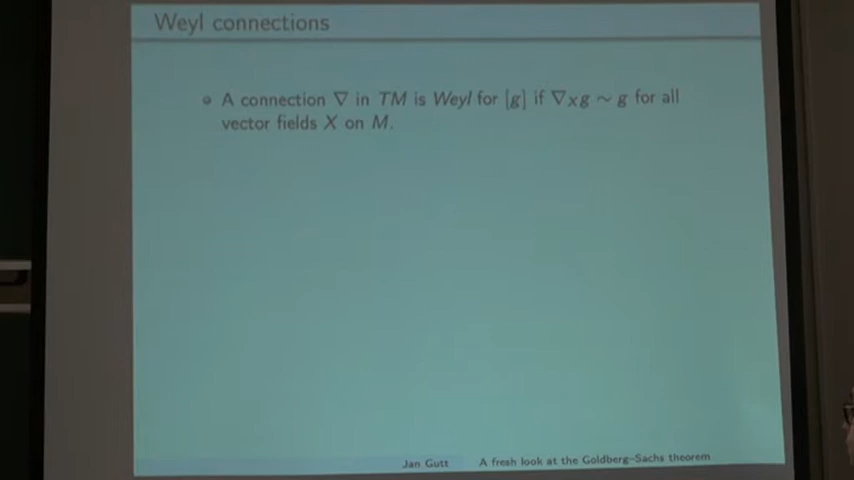 Weyl connections
A connection ∇ in TM is Weyl for [g] if ∇Xg ∼ g for all
vector fields X on M.
Jan Gutt A fresh look at the Goldberg–Sachs theorem